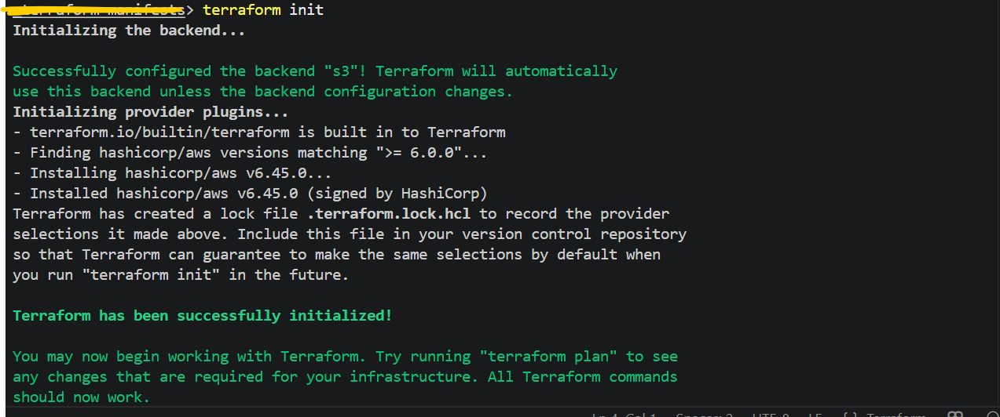 > terraform init
Initializing the backend...
Successfully configured the backend "s3"! Terraform will automatically
use this backend unless the backend configuration changes.
Initializing provider plugins...
- terraform.io/builtin/terraform is built in to Terraform
- Finding hashicorp/aws versions matching ">= 6.0.0"...
- Installing hashicorp/aws v6.45.0...
- Installed hashicorp/aws v6.45.0 (signed by HashiCorp)
Terraform has created a lock file .terraform.lock.hcl to record the provider
selections it made above. Include this file in your version control repository
so that Terraform can guarantee to make the same selections by default when
you run "terraform init" in the future.
Terraform has been successfully initialized!
You may now begin working with Terraform. Try running "terraform plan" to see
any changes that are required for your infrastructure. All Terraform commands
should now work.